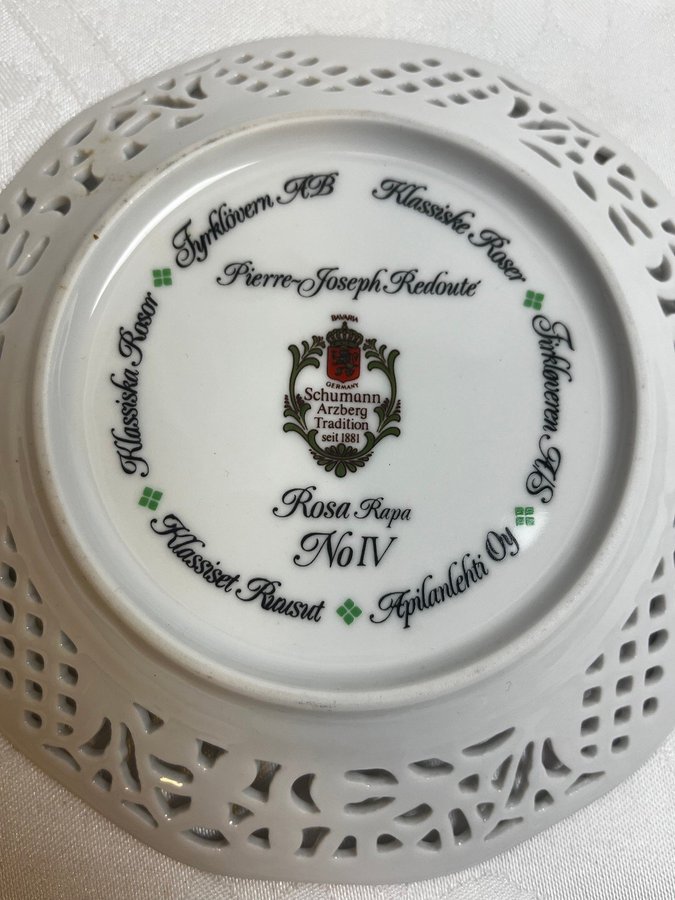 Fyrklövern AB
Klassiske Roser
Fyrkløveren A/S
Apilanlehti Oy
Klassiset Ruusut
Klassiska Rosor
Pierre-Joseph Redouté
BAVARIA
GERMANY
Schumann
Arzberg
Tradition
seit 1881
Rosa Rapa
No IV